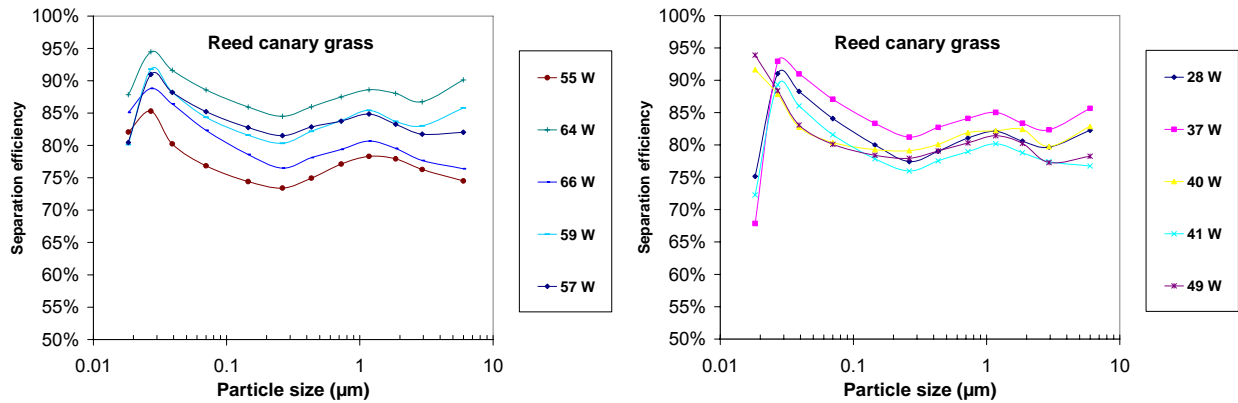 100%
95%
90%
85%
80%
75%
70%
65%
60%
55%
50%
Separation efficiency
Reed canary grass
0.01
0.1
1
10
Particle size (µm)
55 W
64 W
66 W
59 W
57 W
100%
95%
90%
85%
80%
75%
70%
65%
60%
55%
50%
Separation efficiency
Reed canary grass
0.01
0.1
1
10
Particle size (µm)
28 W
37 W
40 W
41 W
49 W